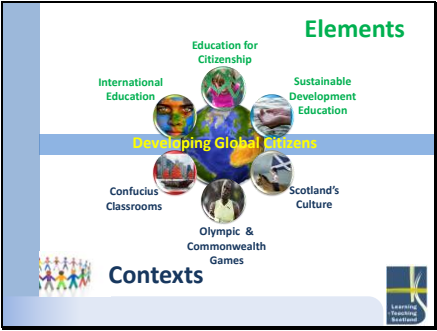 Elements
Education for
Citizenship
International
Education
Sustainable
Development
Education
Developing Global Citizens
Confucius
Classrooms
Scotland's
Culture
Olympic &
Commonwealth
Games
Contexts
Learning
+Teaching
Scotland